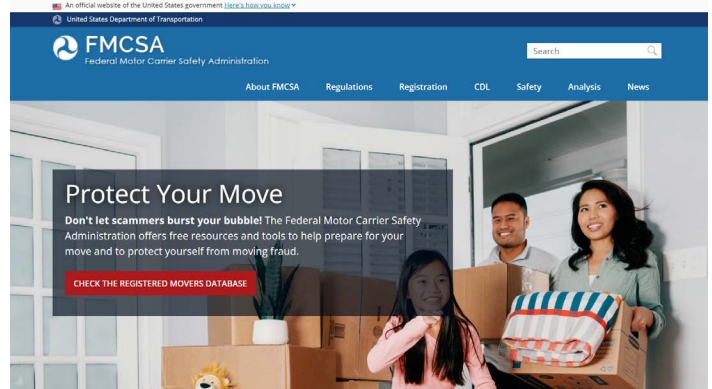 An official website of the United States government Here's how you know
United States Department of Transportation
FMCSA
Federal Motor Carrier Safety Administration
Search
About FMCSA Regulations Registration CDL Safety Analysis News
Protect Your Move
Don't let scammers burst your bubble! The Federal Motor Carrier Safety
Administration offers free resources and tools to help prepare for your
move and to protect yourself from moving fraud.
CHECK THE REGISTERED MOVERS DATABASE